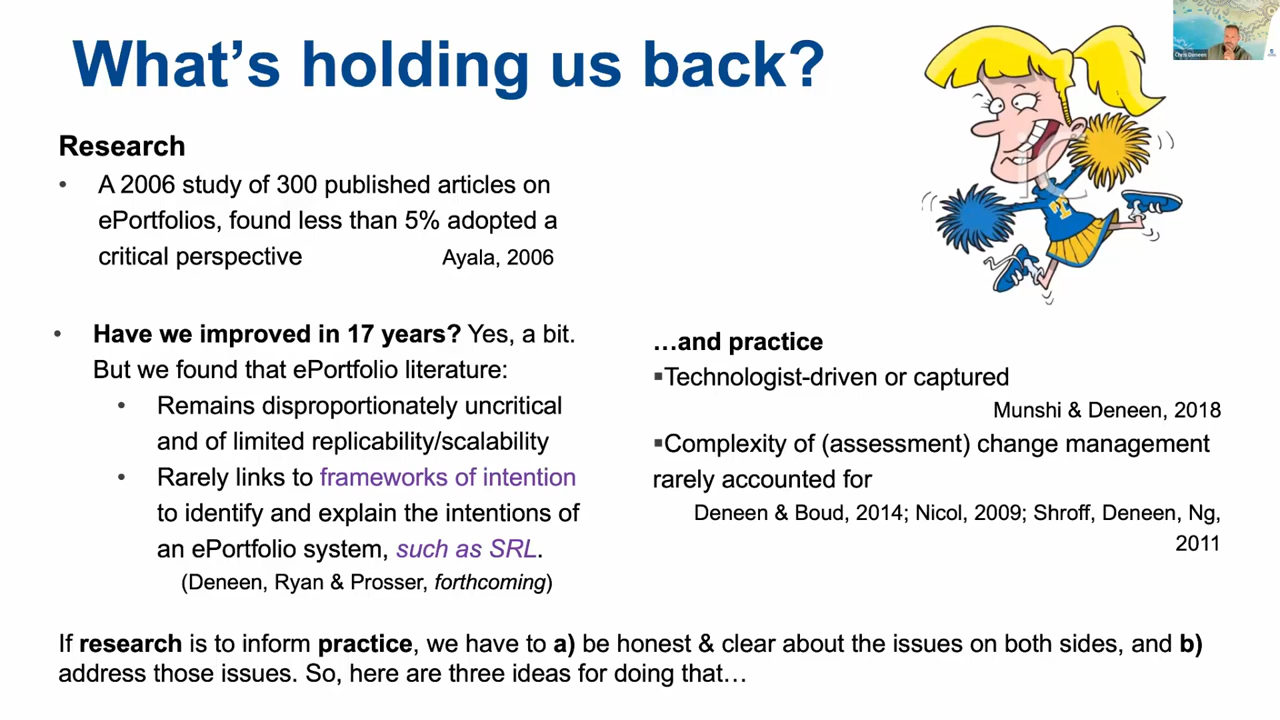 What's holding us back?
Research
• A 2006 study of 300 published articles on
ePortfolios, found less than 5% adopted a
critical perspective Ayala, 2006
• Have we improved in 17 years? Yes, a bit.
But we found that ePortfolio literature:
• Remains disproportionately uncritical
and of limited replicability/scalability
• Rarely links to frameworks of intention
to identify and explain the intentions of
an ePortfolio system, such as SRL.
(Deneen, Ryan & Prosser, forthcoming)
…and practice
▪Technologist-driven or captured
Munshi & Deneen, 2018
▪Complexity of (assessment) change management
rarely accounted for
Deneen & Boud, 2014; Nicol, 2009; Shroff, Deneen, Ng,
2011
If research is to inform practice, we have to a) be honest & clear about the issues on both sides, and b)
address those issues. So, here are three ideas for doing that…
Chris Deneen
T